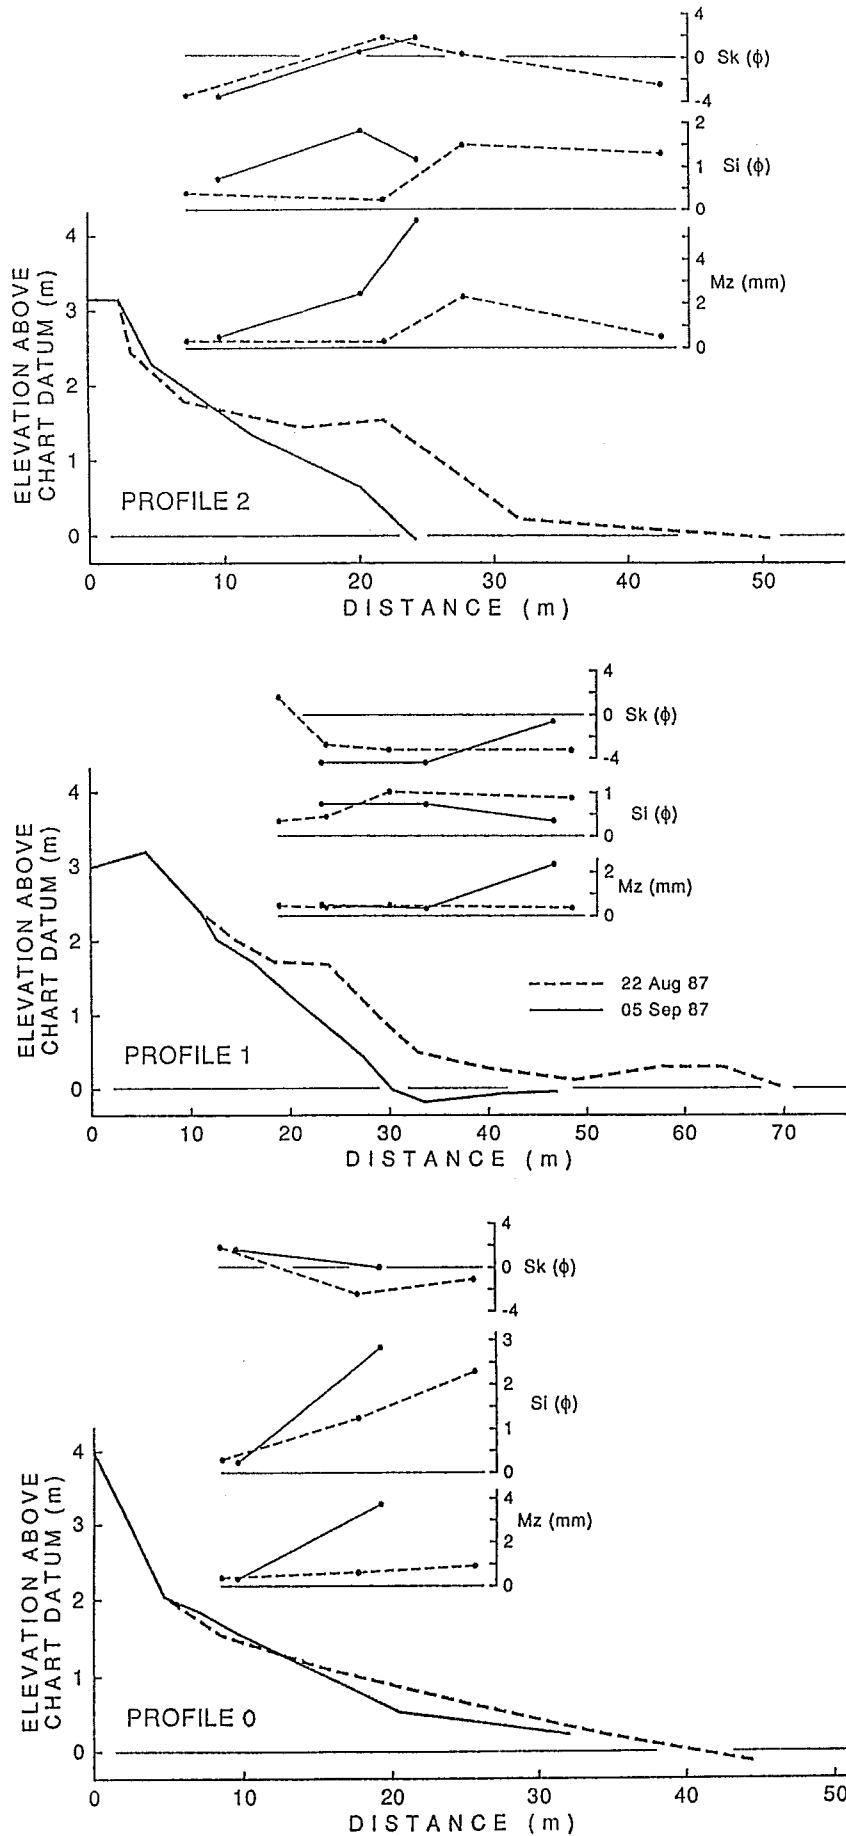 4
0
-4
Sk (ϕ)
2
1
0
Si (ϕ)
4
2
0
Mz (mm)
ELEVATION ABOVE
CHART DATUM (m)
4
3
2
1
0
PROFILE 2
0 10 20 30 40 50
DISTANCE (m)
4
0
-4
Sk (ϕ)
1
0
Si (ϕ)
2
0
Mz (mm)
ELEVATION ABOVE
CHART DATUM (m)
4
3
2
1
0
22 Aug 87
05 Sep 87
PROFILE 1
0 10 20 30 40 50 60 70
DISTANCE (m)
4
0
-4
Sk (ϕ)
3
2
1
0
Si (ϕ)
4
2
0
Mz (mm)
ELEVATION ABOVE
CHART DATUM (m)
4
3
2
1
0
PROFILE 0
0 10 20 30 40 50
DISTANCE (m)